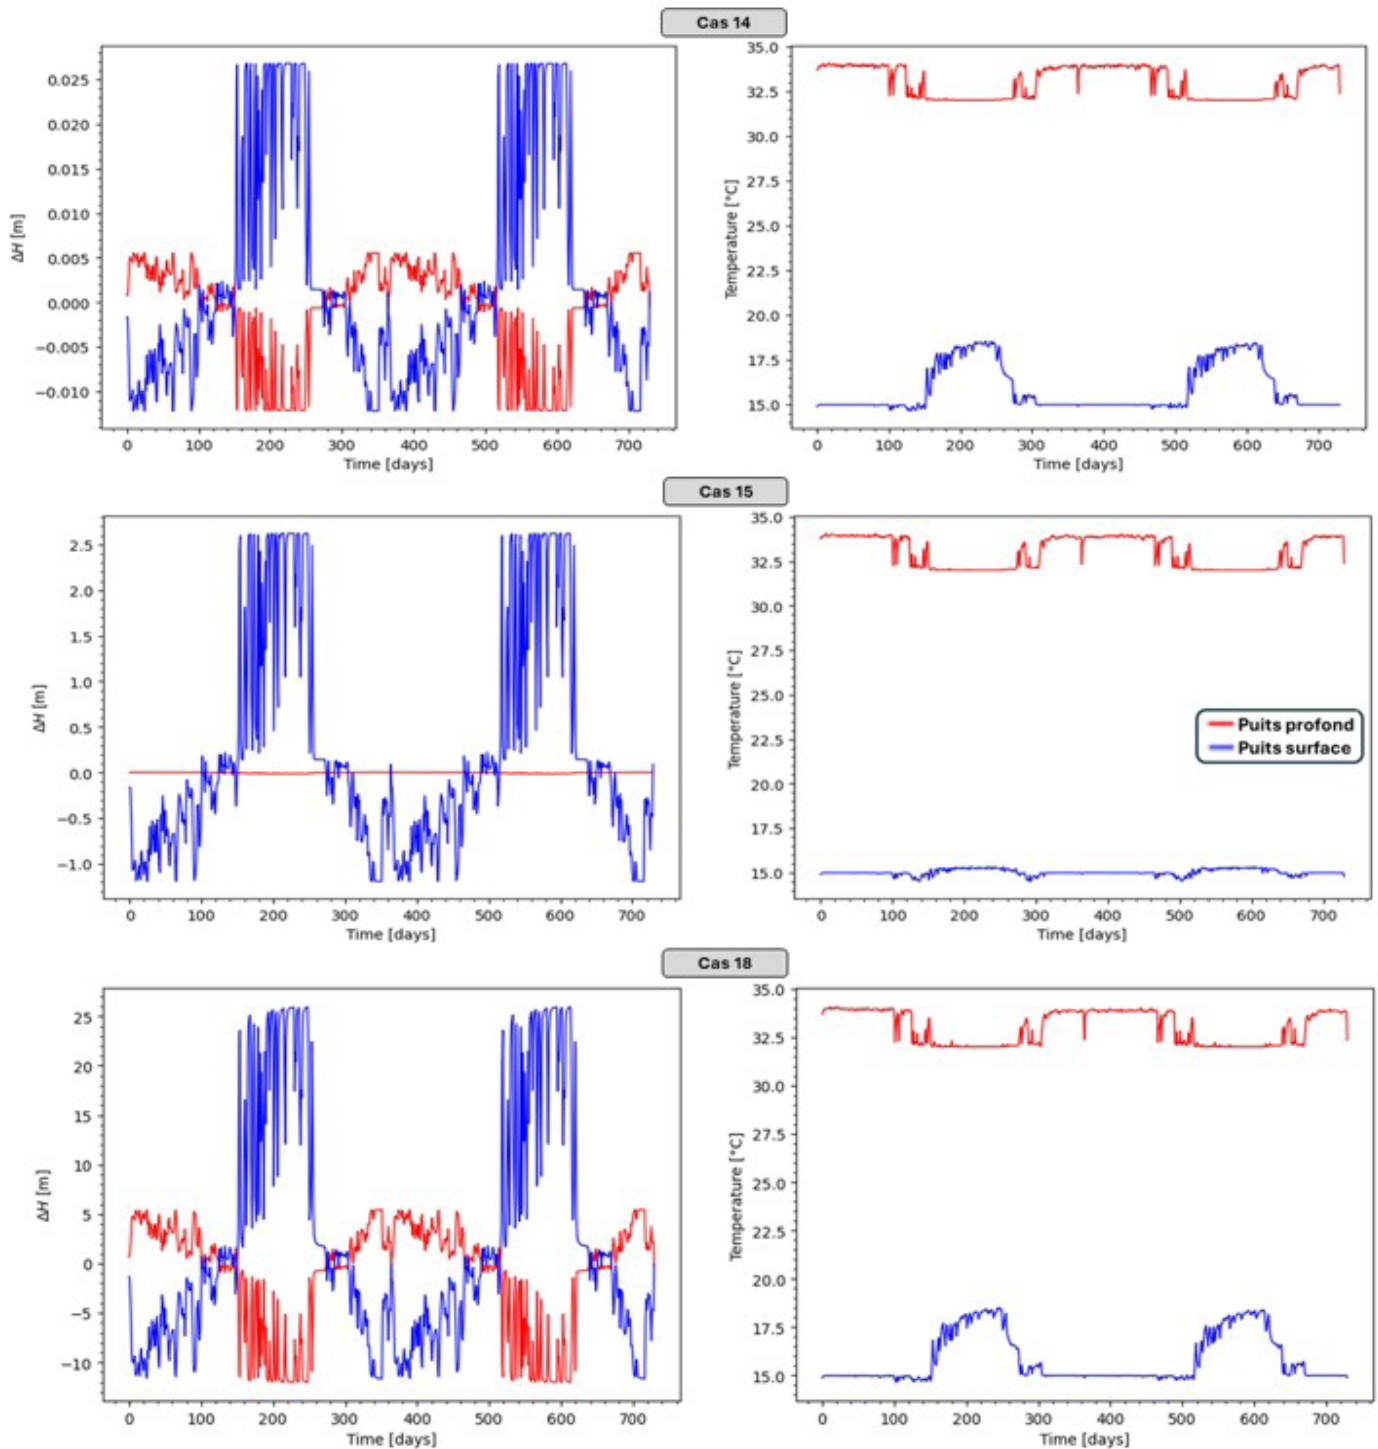 Cas 14
ΔH [m]
0.025
0.020
0.015
0.010
0.005
0.000
−0.005
−0.010
0 100 200 300 400 500 600 700
Time [days]
Temperature [°C]
35.0
32.5
30.0
27.5
25.0
22.5
20.0
17.5
15.0
0 100 200 300 400 500 600 700
Time [days]
Cas 15
ΔH [m]
2.5
2.0
1.5
1.0
0.5
0.0
−0.5
−1.0
0 100 200 300 400 500 600 700
Time [days]
Temperature [°C]
35.0
32.5
30.0
27.5
25.0
22.5
20.0
17.5
15.0
0 100 200 300 400 500 600 700
Time [days]
Puits profond
Puits surface
Cas 18
ΔH [m]
25
20
15
10
5
0
−5
−10
0 100 200 300 400 500 600 700
Time [days]
Temperature [°C]
35.0
32.5
30.0
27.5
25.0
22.5
20.0
17.5
15.0
0 100 200 300 400 500 600 700
Time [days]